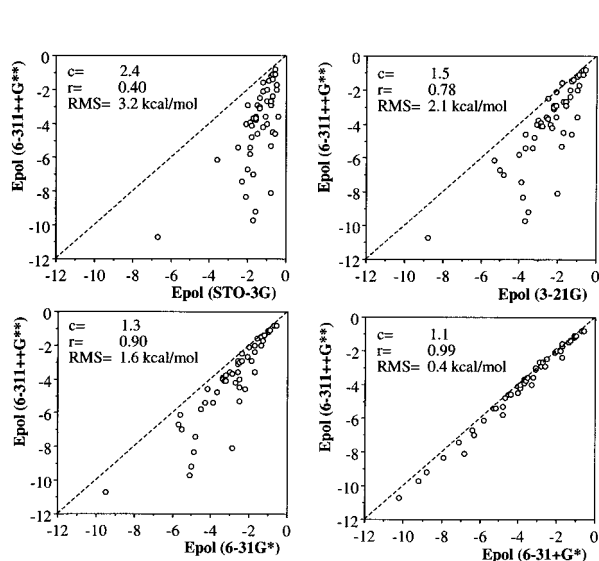 0
-2
-4
-6
-8
-10
-12
Epol (6-311++G**)
c= 2.4
r= 0.40
RMS= 3.2 kcal/mol
-12 -10 -8 -6 -4 -2 0
Epol (STO-3G)
0
-2
-4
-6
-8
-10
-12
Epol (6-311++G**)
c= 1.5
r= 0.78
RMS= 2.1 kcal/mol
-12 -10 -8 -6 -4 -2 0
Epol (3-21G)
0
-2
-4
-6
-8
-10
-12
Epol (6-311++G**)
c= 1.3
r= 0.90
RMS= 1.6 kcal/mol
-12 -10 -8 -6 -4 -2 0
Epol (6-31G*)
0
-2
-4
-6
-8
-10
-12
Epol (6-311++G**)
c= 1.1
r= 0.99
RMS= 0.4 kcal/mol
-12 -10 -8 -6 -4 -2 0
Epol (6-31+G*)